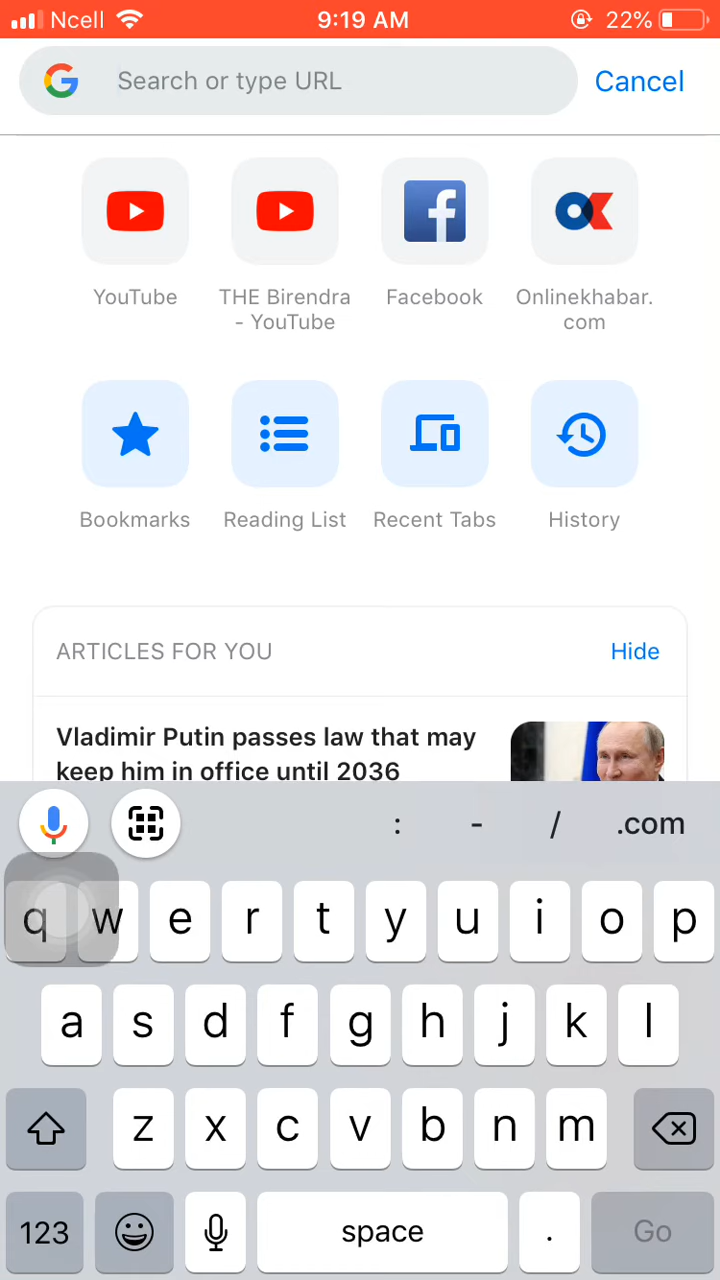 Ncell 9:19 AM 22%
Search or type URL Cancel
YouTube THE Birendra Facebook Onlinekhabar.
- YouTube com
Bookmarks Reading List Recent Tabs History
ARTICLES FOR YOU Hide
Vladimir Putin passes law that may
keep him in office until 2036
: - / .com
q w e r t y u i o p
a s d f g h j k l
z x c v b n m
123 space . Go